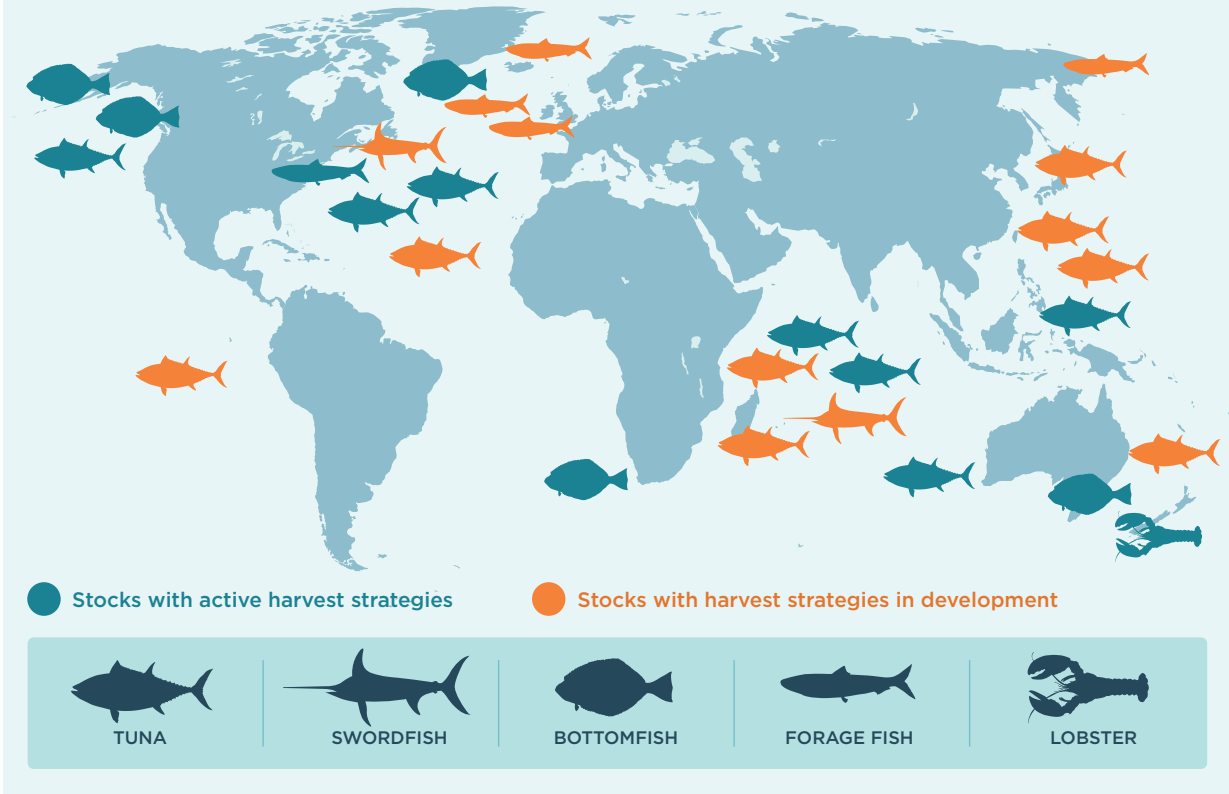 Stocks with active harvest strategies
Stocks with harvest strategies in development
TUNA
SWORDFISH
BOTTOMFISH
FORAGE FISH
LOBSTER